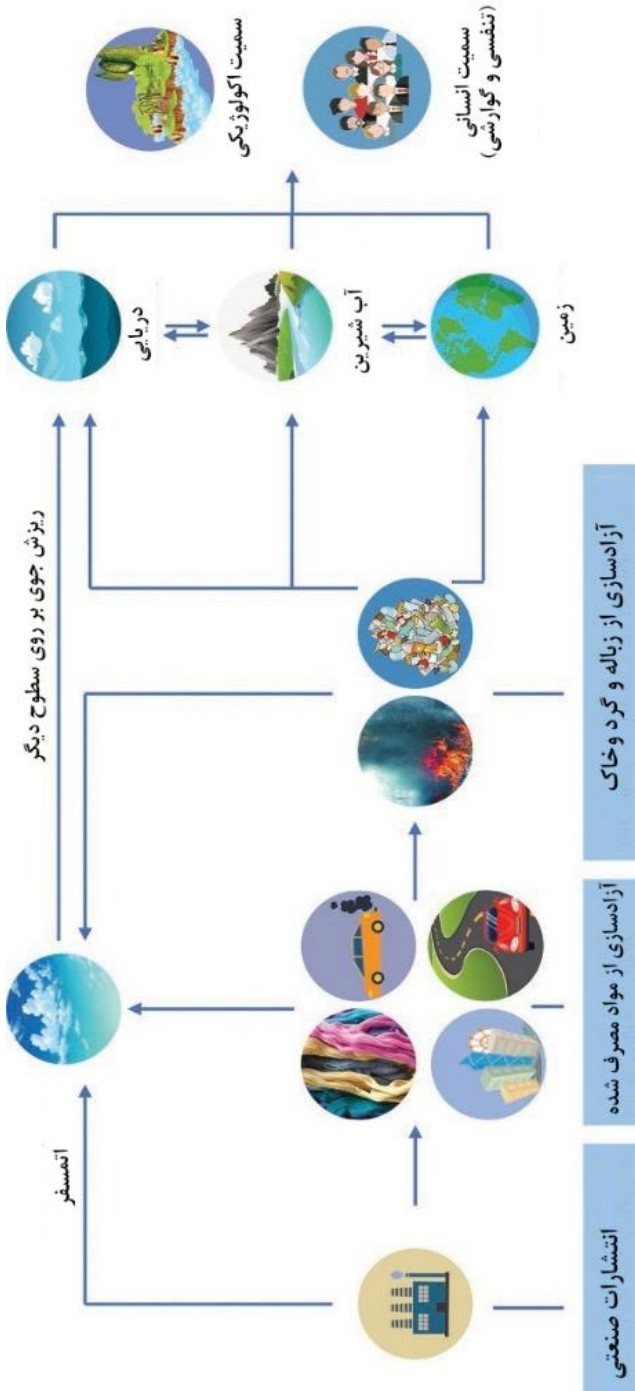 انتشارات صنعتی
آزادسازی از مواد مصرف شده
آزادسازی از زباله و گرد وخاک
اتمسفر
ریزش جوی بر روی سطوح دیگر
دریایی
آب شیرین
زمین
سمیت اکولوژیکی
سمیت انسانی
(تنفسی و گوارشی)